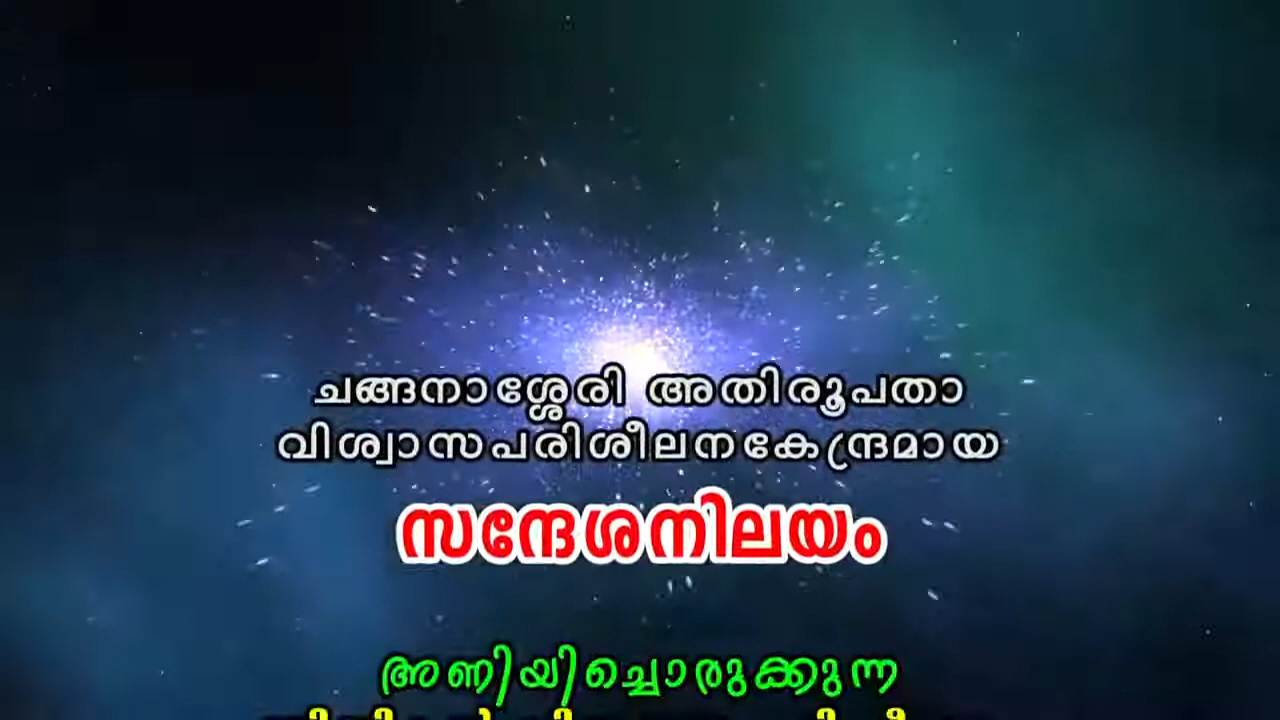 ചങ്ങനാശ്ശേരി അതിരൂപതാ
വിശ്വാസപരിശീലനകേന്ദ്രമായ
സന്ദേശനിലയം
അണിയിച്ചൊരുക്കുന്ന